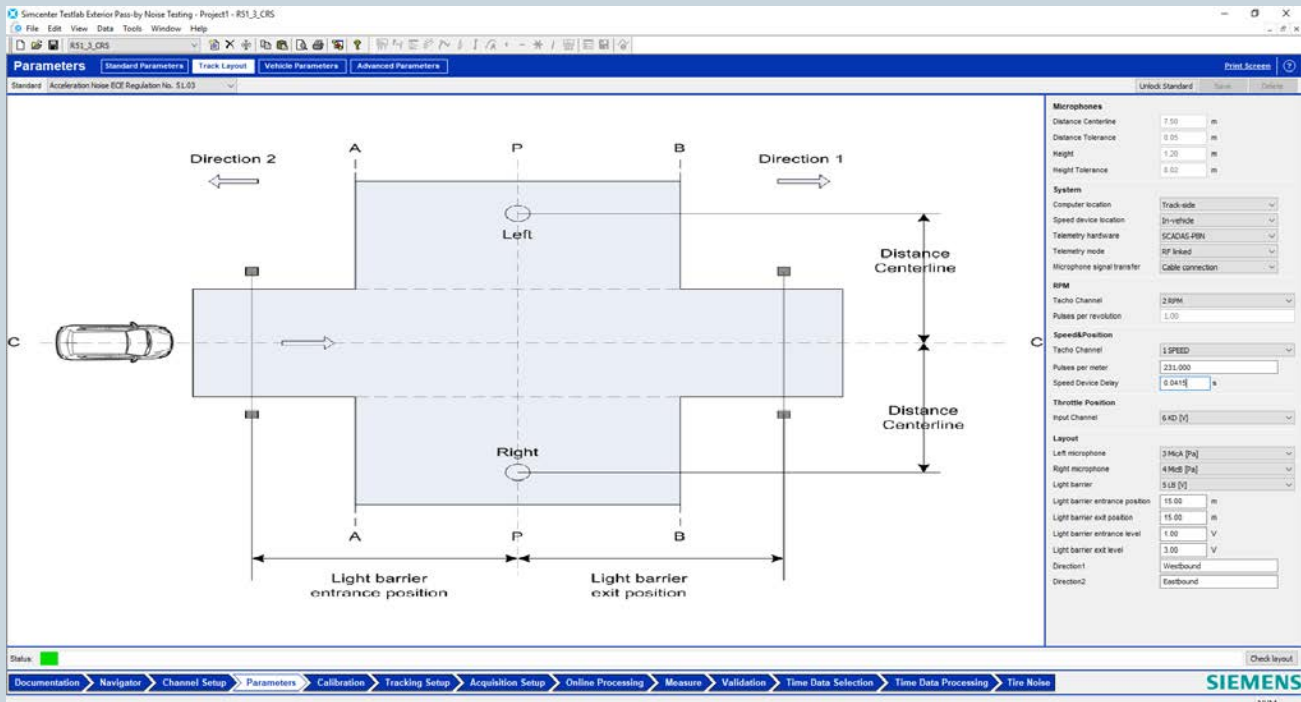 Simcenter Testlab Exterior Pass-by Noise Testing - Project1 - R51_3_CRS
File Edit View Data Tools Window Help
R51_3_CRS
Parameters Standard Parameters Track Layout Vehicle Parameters Advanced Parameters Print Screen
Standard Acceleration Noise ECE Regulation No. 51.03 Unlock Standard Save Delete
A P B
Direction 2 Direction 1
Left
Distance
Centerline
C C
Distance
Centerline
Right
A P B
Light barrier
entrance position
Light barrier
exit position
Microphones
Distance Centerline 7.50 m
Distance Tolerance 0.05 m
Height 1.20 m
Height Tolerance 0.02 m
System
Computer location Track-side
Speed device location In-vehicle
Telemetry hardware SCADAS-PBN
Telemetry mode RF linked
Microphone signal transfer Cable connection
RPM
Tacho Channel 2 RPM
Pulses per revolution 1.00
Speed&Position
Tacho Channel 1 SPEED
Pulses per meter 231.000
Speed Device Delay 0.0415 s
Throttle Position
Input Channel 6 KD [V]
Layout
Left microphone 3 MicA [Pa]
Right microphone 4 MicB [Pa]
Light barrier 5 LB [V]
Light barrier entrance position 15.00 m
Light barrier exit position 15.00 m
Light barrier entrance level 1.00 V
Light barrier exit level 3.00 V
Direction1 Westbound
Direction2 Eastbound
Status: Check layout
Documentation Navigator Channel Setup Parameters Calibration Tracking Setup Acquisition Setup Online Processing Measure Validation Time Data Selection Time Data Processing Tire Noise
SIEMENS